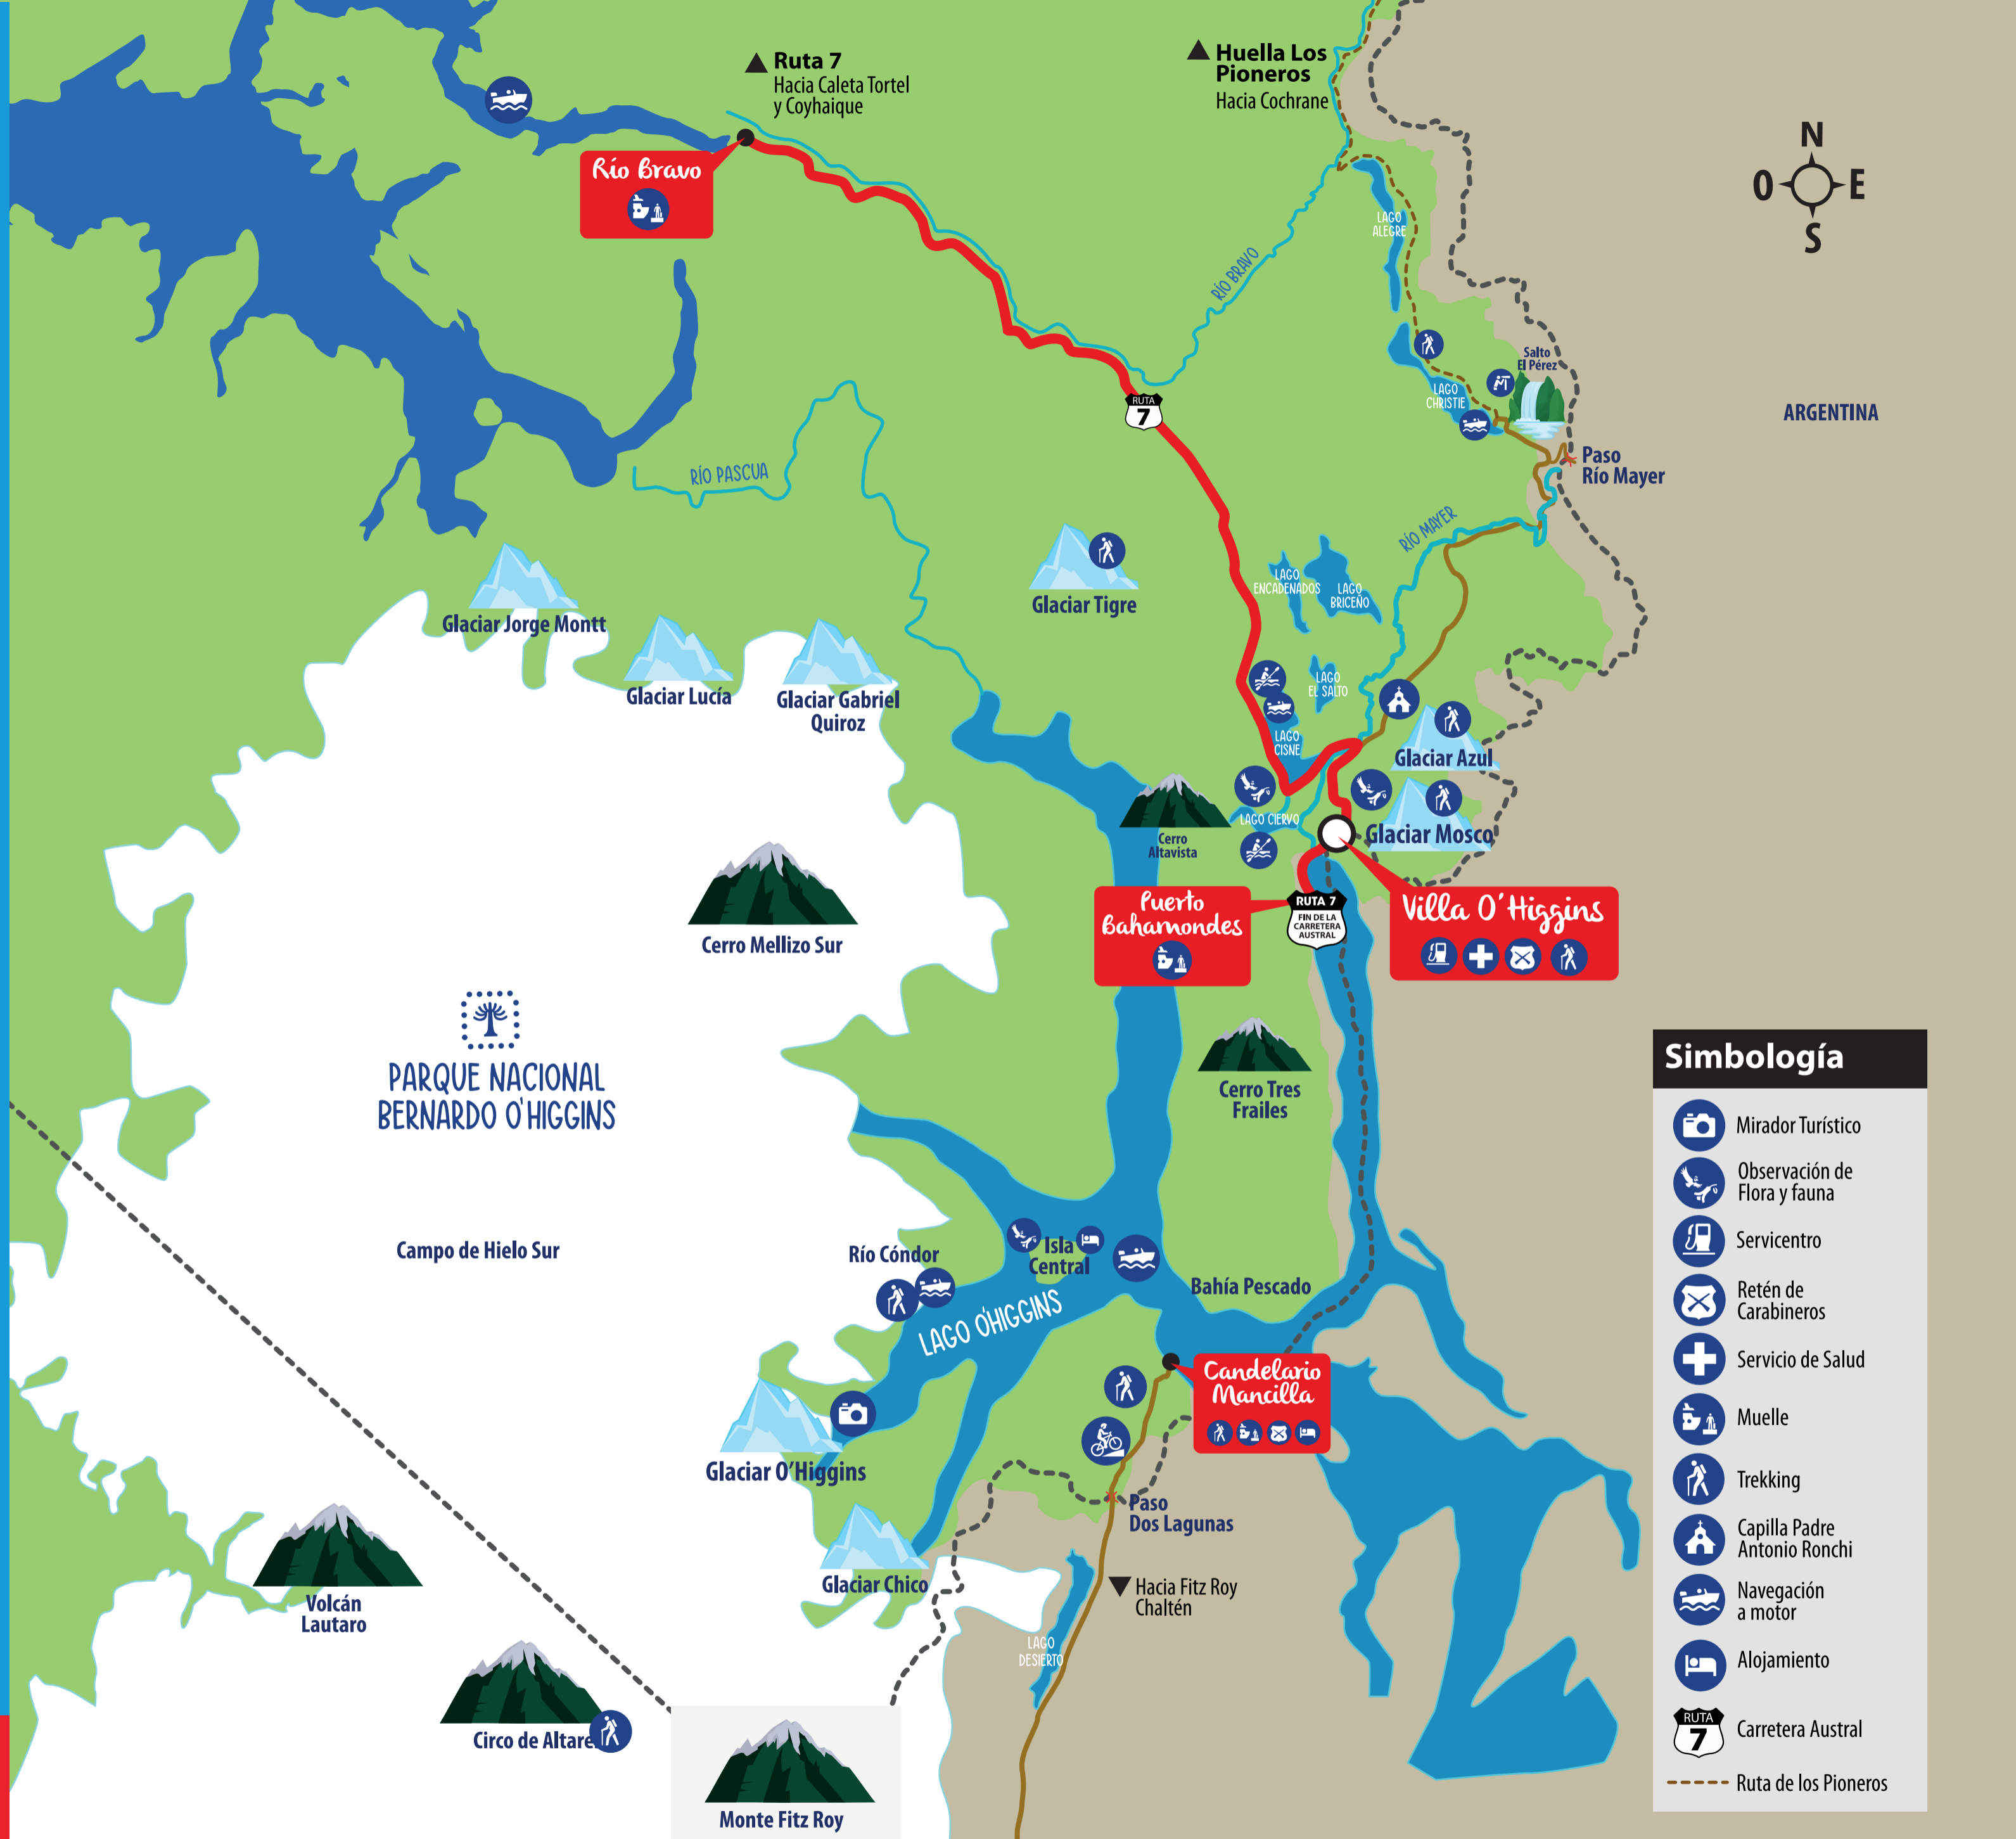 Ruta 7
Hacia Caleta Tortel
y Coyhaique
Huella Los
Pioneros
Hacia Cochrane
N
O
E
S
Río Bravo
LAGO
ALEGRE
RÍO BRAVO
Salto
El Pérez
LAGO
CHRISTIE
ARGENTINA
RUTA
7
Paso
Río Mayer
RÍO PASCUA
RÍO MAYER
LAGO
ENCADENADOS
LAGO
BRICEÑO
Glaciar Tigre
Glaciar Jorge Montt
Glaciar Lucía
Glaciar Gabriel
Quiroz
LAGO
EL SALTO
LAGO
CISNE
Glaciar Azul
LAGO CIERVO
Glaciar Mosco
Cerro
Altavista
Puerto
Bahamondes
RUTA 7
FIN DE LA
CARRETERA
AUSTRAL
Villa O'Higgins
Cerro Mellizo Sur
PARQUE NACIONAL
BERNARDO O'HIGGINS
Cerro Tres
Frailes
Campo de Hielo Sur
Río Cóndor
Isla
Central
Bahía Pescado
LAGO O'HIGGINS
Candelario
Mancilla
Glaciar O'Higgins
Paso
Dos Lagunas
Glaciar Chico
Hacia Fitz Roy
Chaltén
Volcán
Lautaro
LAGO
DESIERTO
Circo de Altare
Monte Fitz Roy
Simbología
Mirador Turístico
Observación de
Flora y fauna
Servicentro
Retén de
Carabineros
Servicio de Salud
Muelle
Trekking
Capilla Padre
Antonio Ronchi
Navegación
a motor
Alojamiento
RUTA
7
Carretera Austral
Ruta de los Pioneros